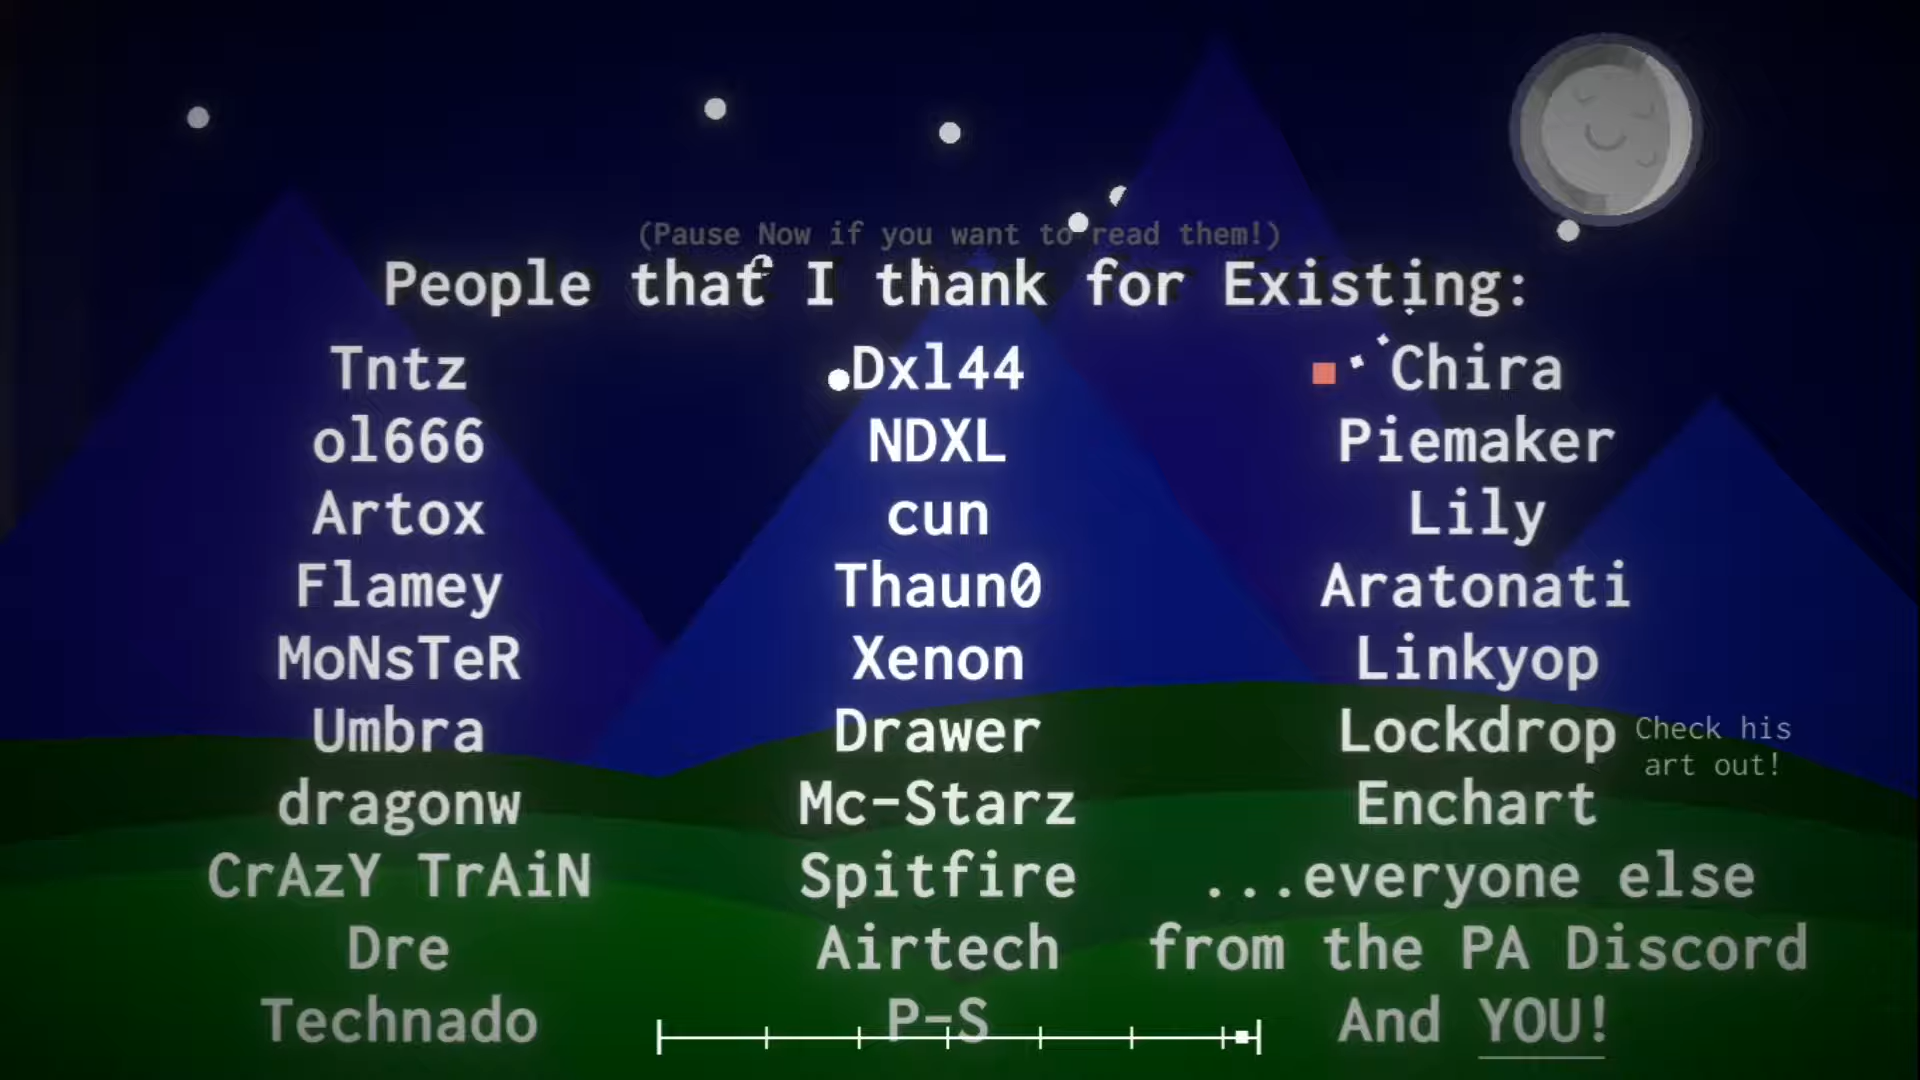 (Pause Now if you want to read them!)
People that I thank for Existing:
Tntz
ol666
Artox
Flamey
MoNsTeR
Umbra
dragonw
CrAzY TrAiN
Dre
Technado
Dxl44
NDXL
cun
Thaun0
Xenon
Drawer
Mc-Starz
Spitfire
Airtech
P-S
Chira
Piemaker
Lily
Aratonati
Linkyop
Lockdrop
Check his
art out!
Enchart
...everyone else
from the PA Discord
And YOU!